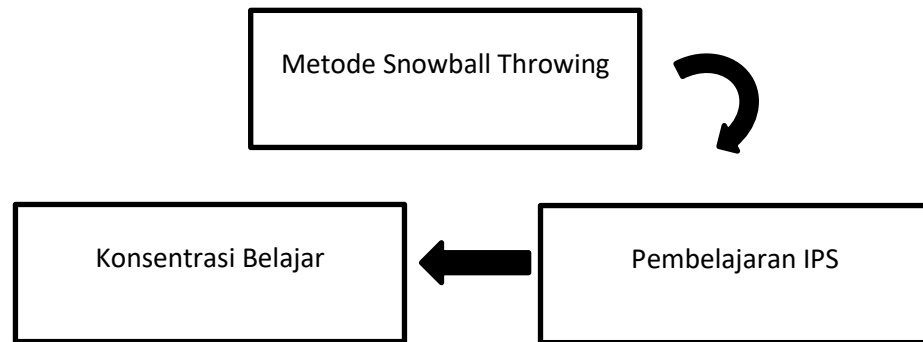 Metode Snowball Throwing
Konsentrasi Belajar
Pembelajaran IPS